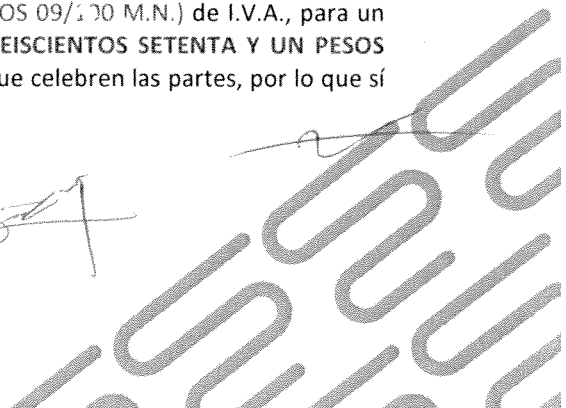 OS 09/100 M.N.) de I.V.A., para un
EISCIENTOS SETENTA Y UN PESOS
ue celebren las partes, por lo que sí